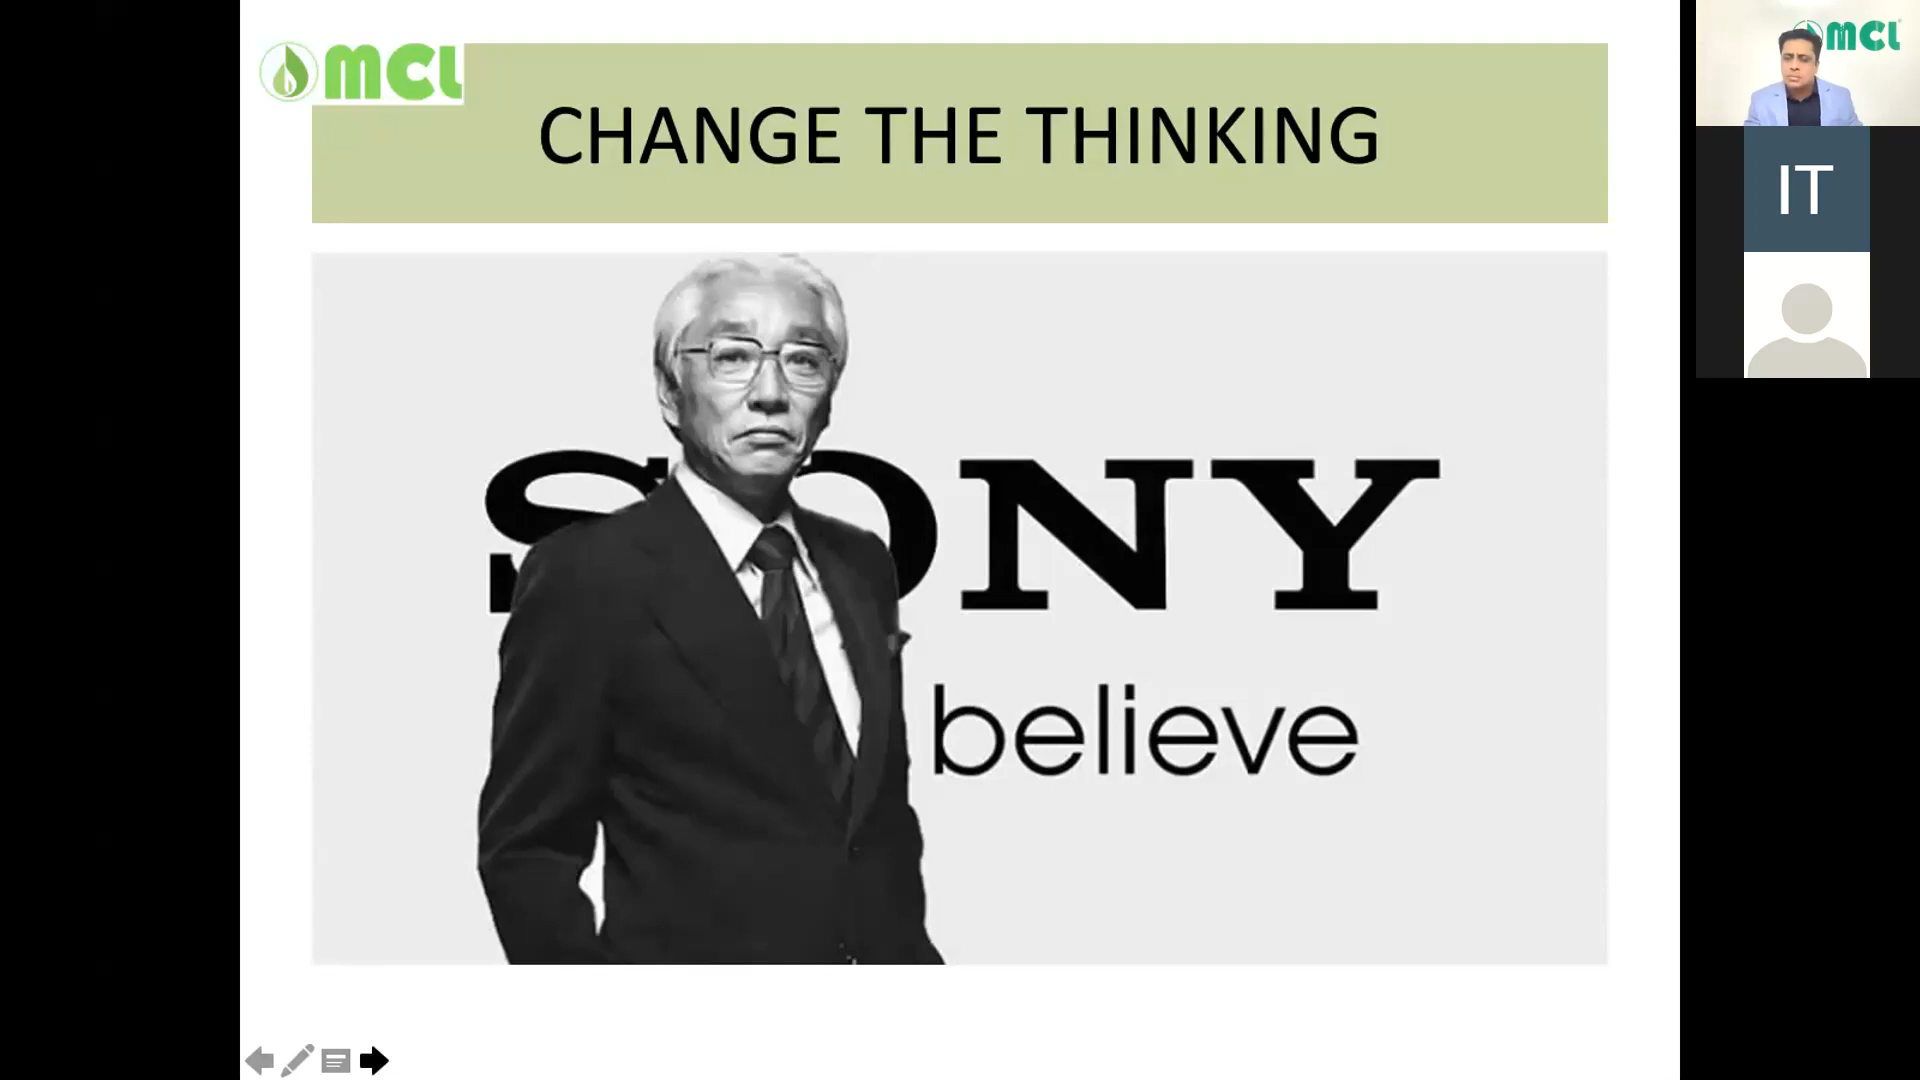 MCL
CHANGE THE THINKING
SONY
believe
MCL
IT